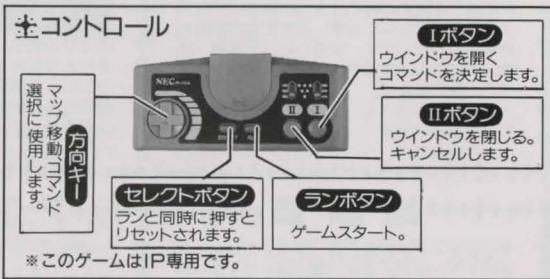 コントロール
Iボタン
ウインドウを開く
コマンドを決定します。
IIボタン
ウインドウを閉じる。
キャンセルします。
方向キー
マップ移動、コマンド
選択に使用します。
NEC
II I
セレクトボタン
ランと同時に押すと
リセットされます。
ランボタン
ゲームスタート。
※このゲームはIP専用です。